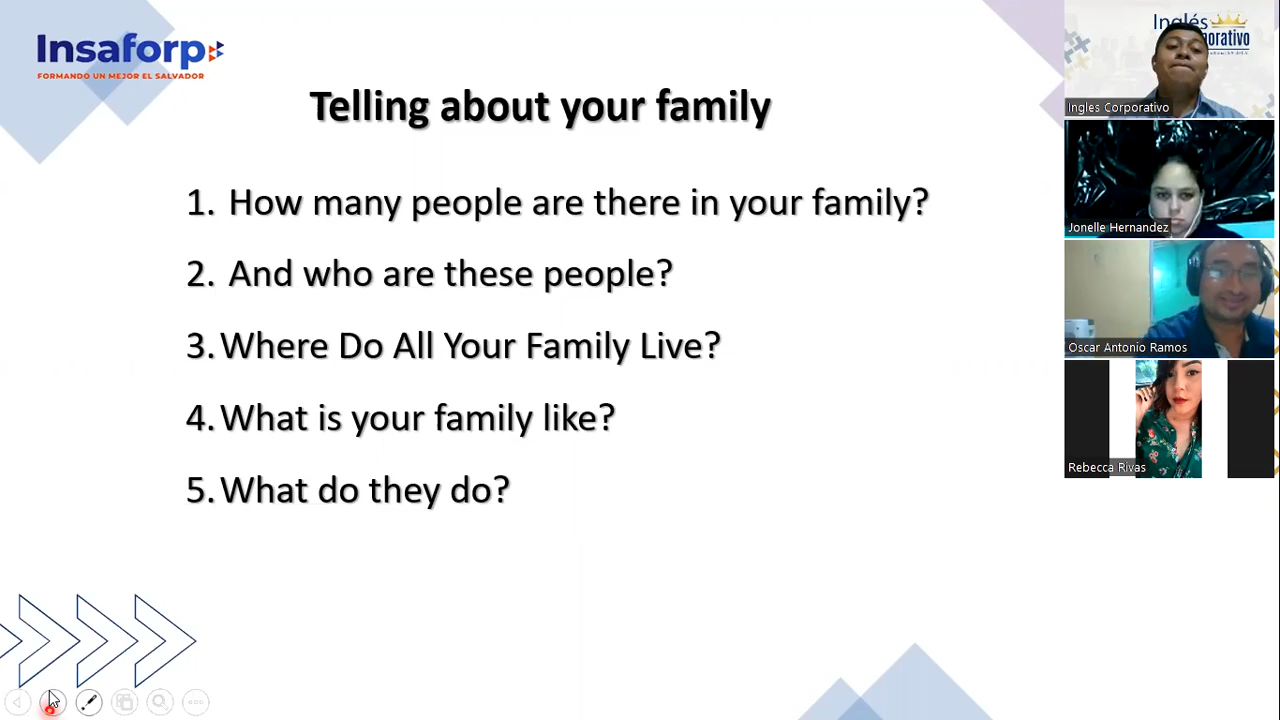 Insaforp
FORMANDO UN MEJOR EL SALVADOR
Telling about your family
1. How many people are there in your family?
2. And who are these people?
3. Where Do All Your Family Live?
4. What is your family like?
5. What do they do?
Inglés
Ingles Corporativo
Jonelle Hernandez
Oscar Antonio Ramos
Rebecca Rivas